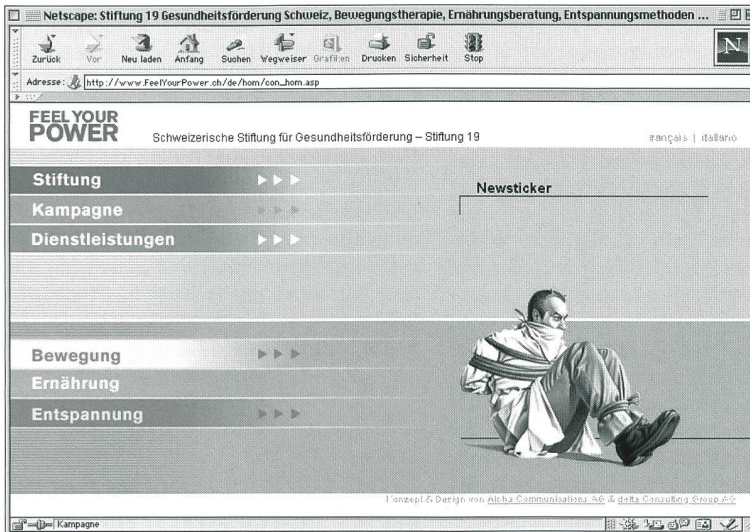 Netscape: Stiftung 19 Gesundheitsförderung Schweiz, Bewegungstherapie, Ernährungsberatung, Entspannungsmethoden ...
Zurück Vor Neu laden Anfang Suchen Wegweiser Grafiken Drucken Sicherheit Stop
N
Adresse: http://www.FeelYourPower.ch/de/hom/con_hom.asp
FEEL YOUR
POWER
Schweizerische Stiftung für Gesundheitsförderung – Stiftung 19
français | italiano
Stiftung
Newsticker
Kampagne
Dienstleistungen
Bewegung
Ernährung
Entspannung
Konzept & Design von Alpha Communications AG & delta Consulting Group AG
Kampagne